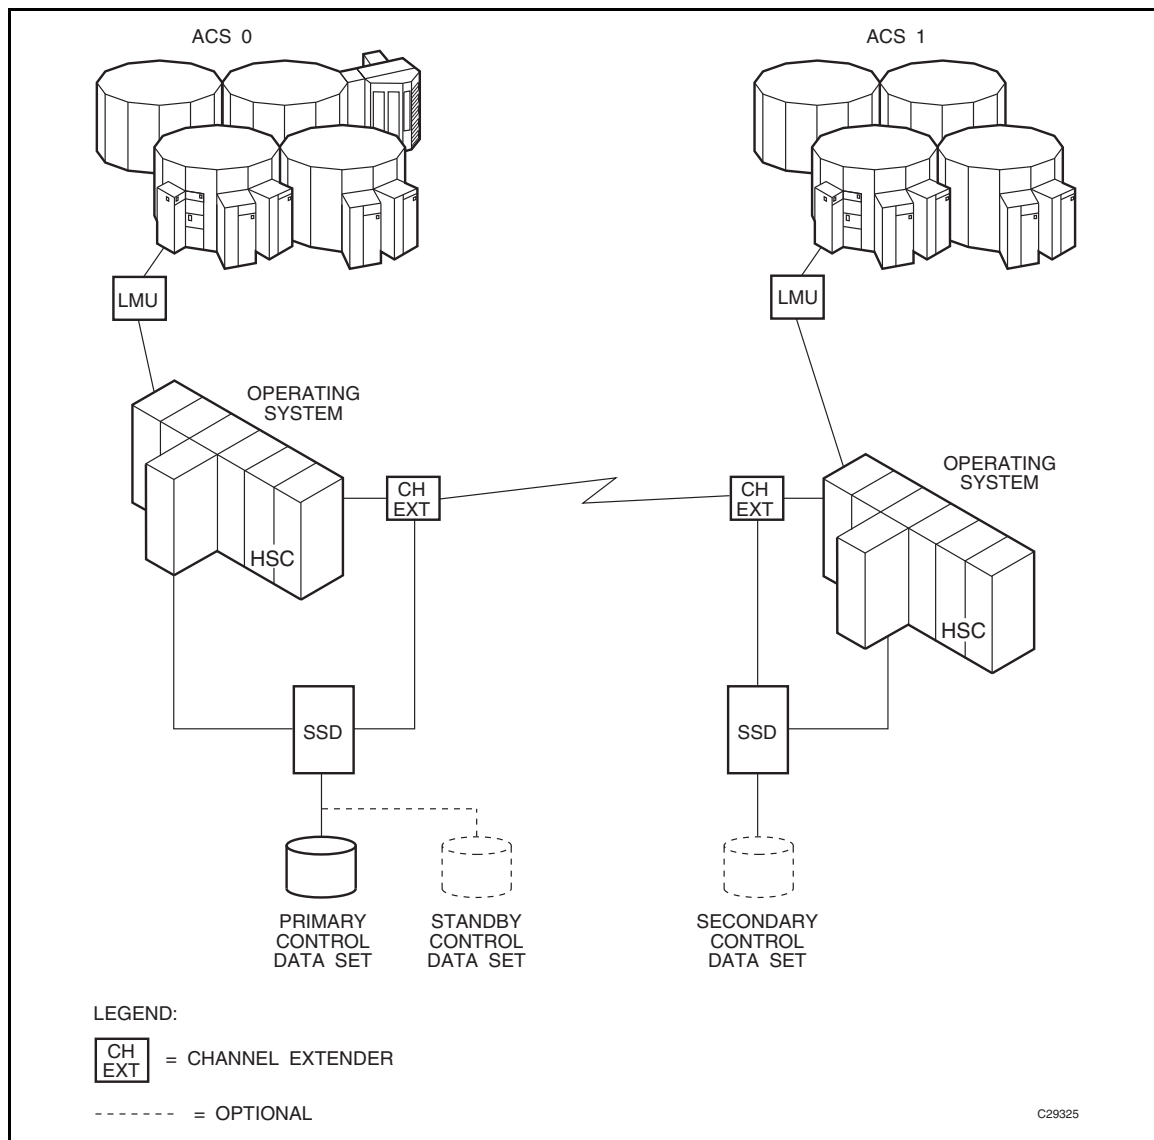 ACS 0
ACS 1
LMU
LMU
OPERATING
SYSTEM
OPERATING
SYSTEM
CH
EXT
CH
EXT
HSC
HSC
SSD
SSD
PRIMARY
CONTROL
DATA SET
STANDBY
CONTROL
DATA SET
SECONDARY
CONTROL
DATA SET
LEGEND:
CH
EXT
= CHANNEL EXTENDER
= OPTIONAL
C29325